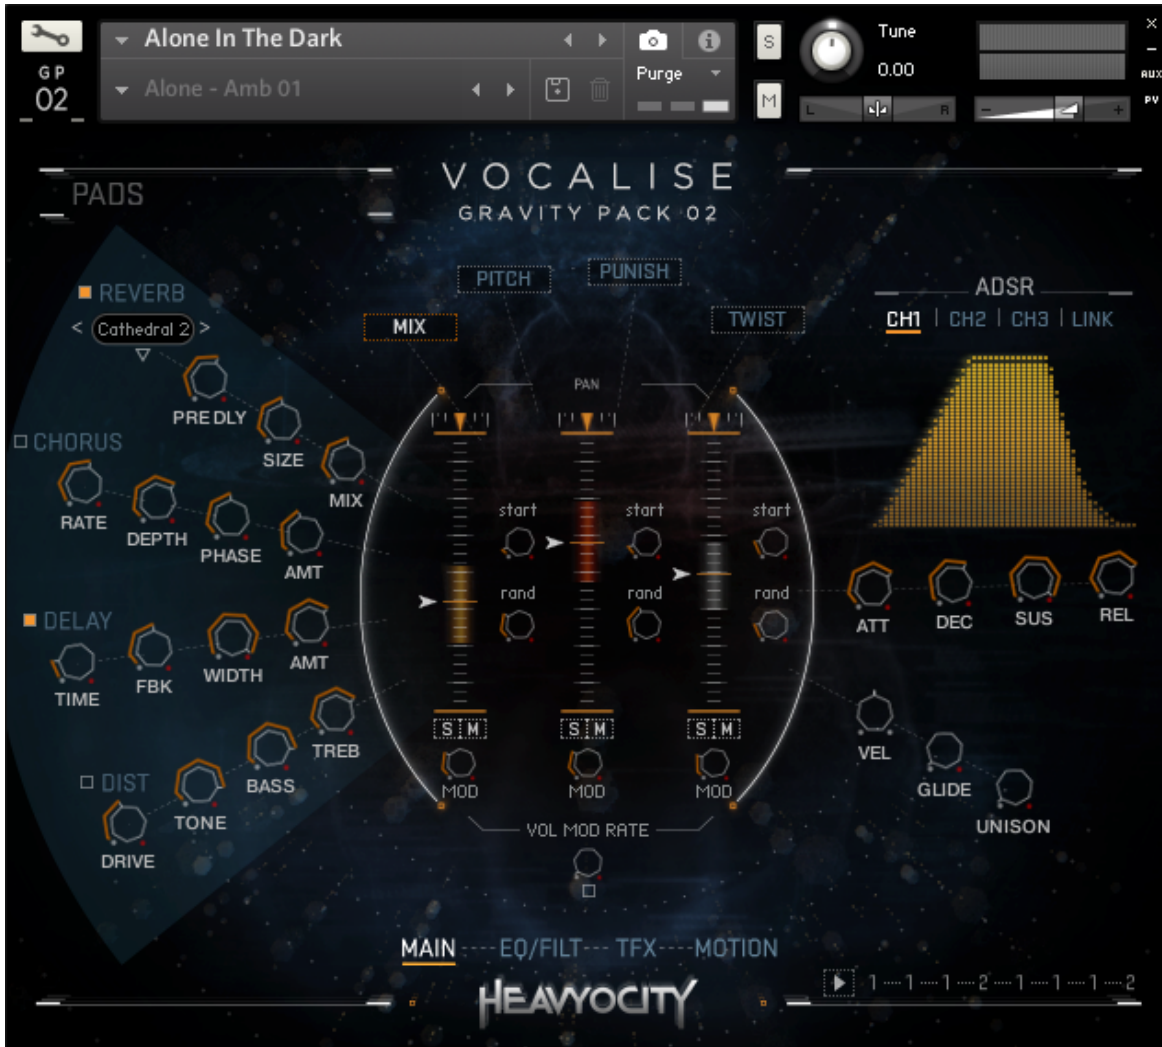 Alone In The Dark
GP
02
Alone - Amb 01
Purge
S
M
Tune
0.00
L R
- +
×
-
AUX
PV
PADS
VOCALISE
GRAVITY PACK 02
REVERB
< Cathedral 2 >
PREDLY
SIZE
MIX
CHORUS
RATE
DEPTH
PHASE
AMT
DELAY
TIME
FBK
WIDTH
AMT
DIST
DRIVE
TONE
BASS
TREB
MIX
PITCH
PUNISH
TWIST
PAN
start
start
start
rand
rand
rand
S M
S M
S M
MOD
MOD
MOD
VOL MOD RATE
ADSR
CH1 | CH2 | CH3 | LINK
ATT
DEC
SUS
REL
VEL
GLIDE
UNISON
MAIN EQ/FILT TFX MOTION
HEAVYOCITY
1 1 1 2 1 1 1 2